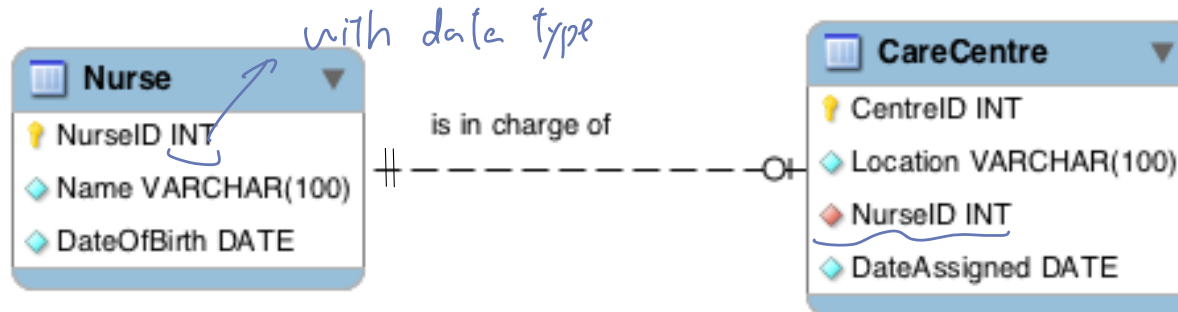 with data type
Nurse
NurseID INT
Name VARCHAR(100)
DateOfBirth DATE
is in charge of
CareCentre
CentreID INT
Location VARCHAR(100)
NurseID INT
DateAssigned DATE